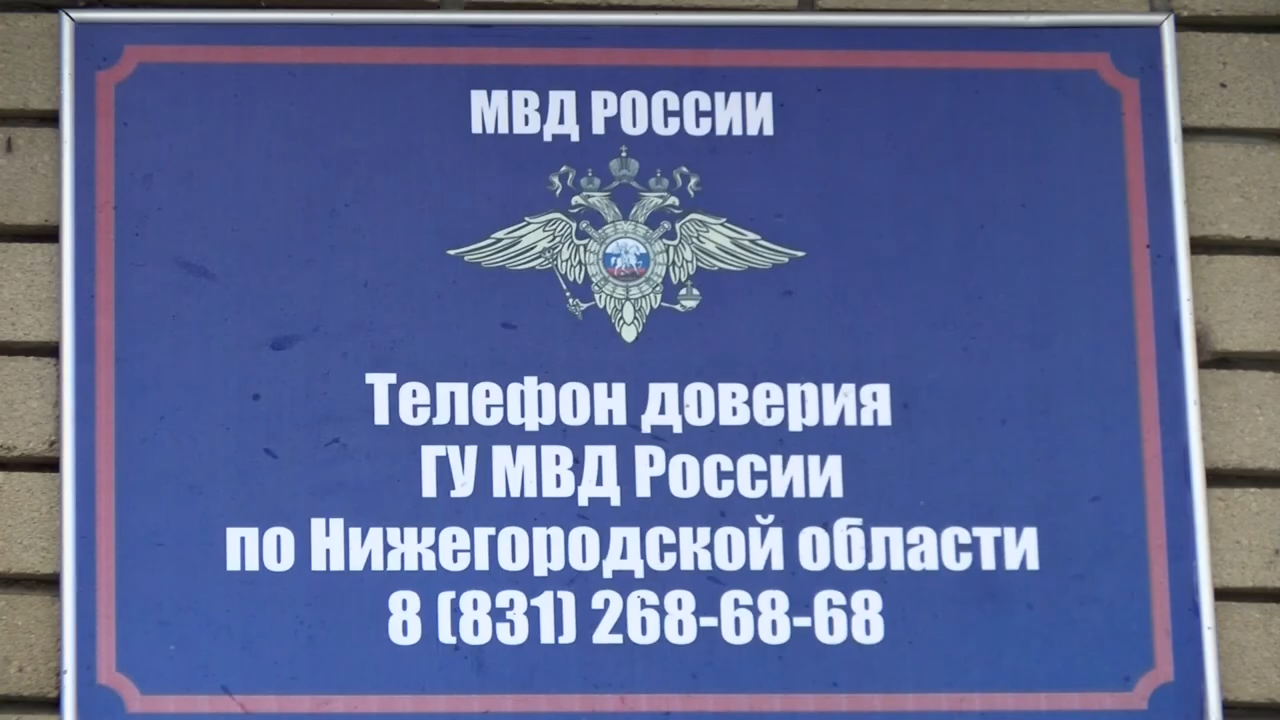 МВД РОССИИ
Телефон доверия
ГУ МВД России
по Нижегородской области
8 (831) 268-68-68